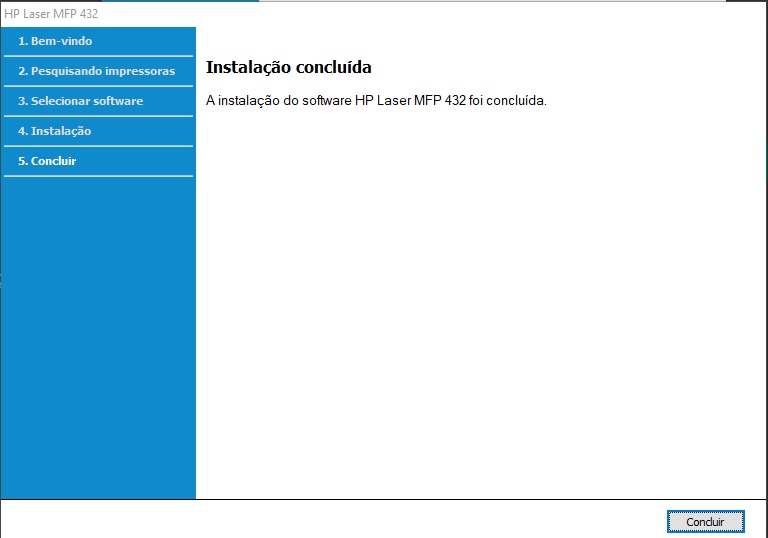 HP Laser MFP 432
1. Bem-vindo
2. Pesquisando impressoras
3. Selecionar software
4. Instalação
5. Concluir
Instalação concluída
A instalação do software HP Laser MFP 432 foi concluída.
Concluir